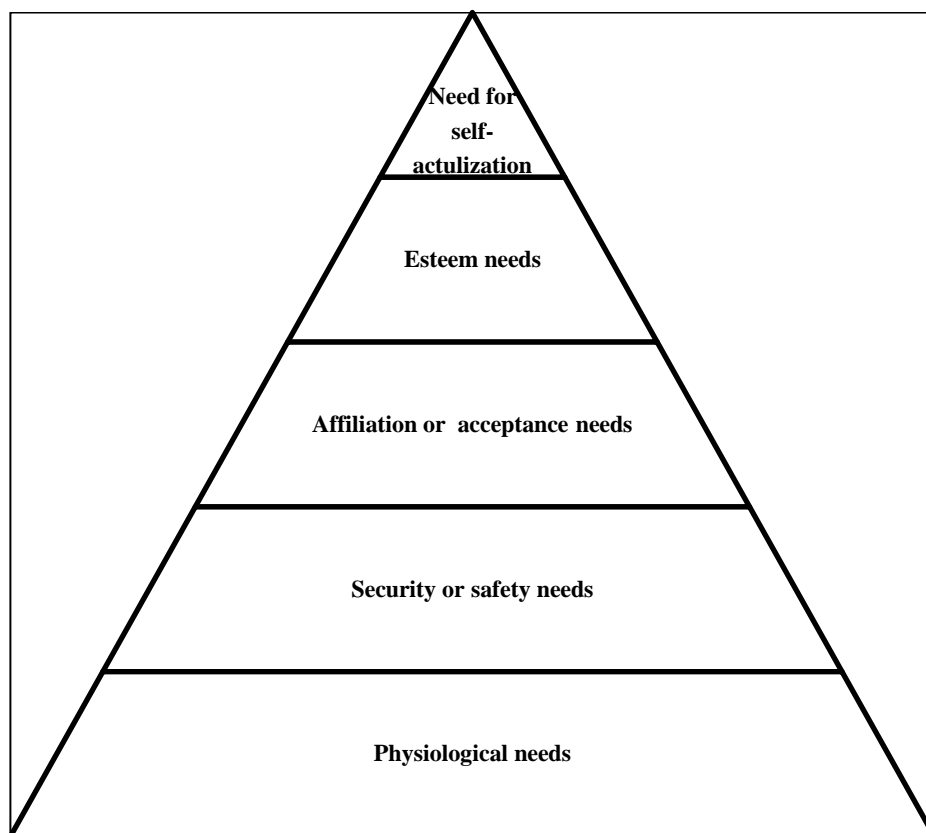 Need for
self-
actulization
Esteem needs
Affiliation or  acceptance needs
Security or safety needs
Physiological needs